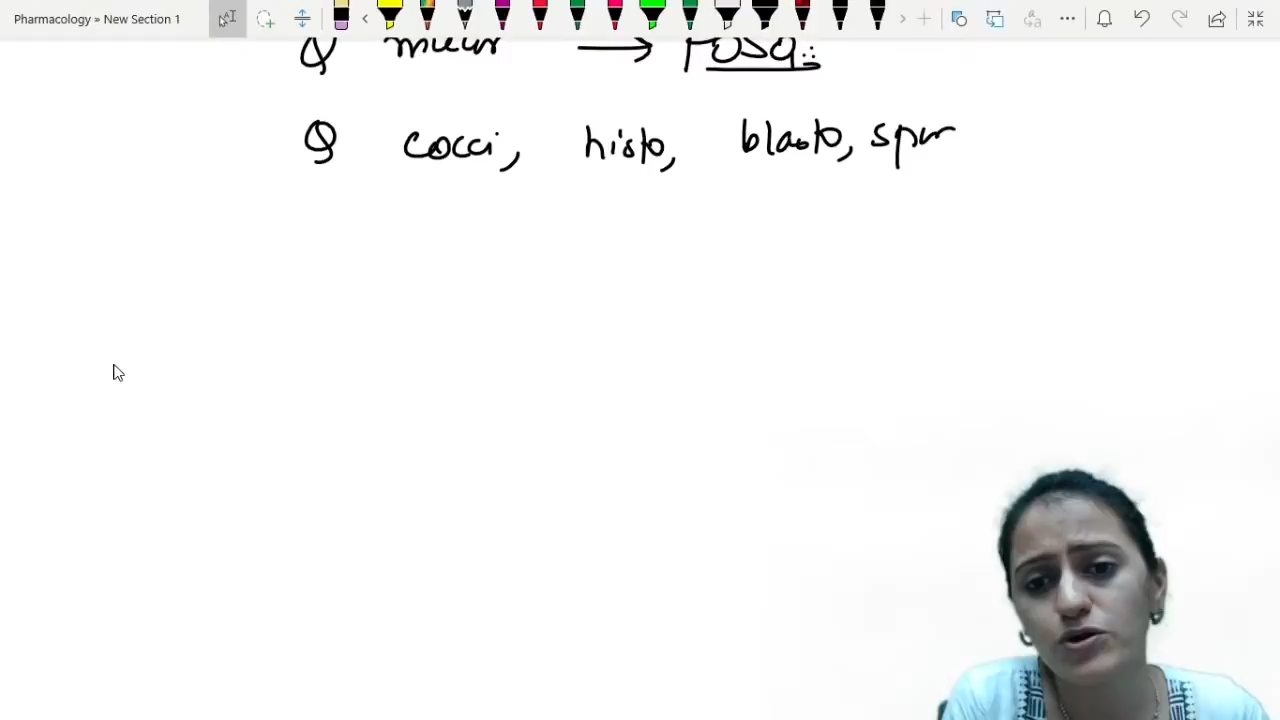 Pharmacology » New Section 1
Q mucor → Posa
Q cocci, histo, blasto, spor